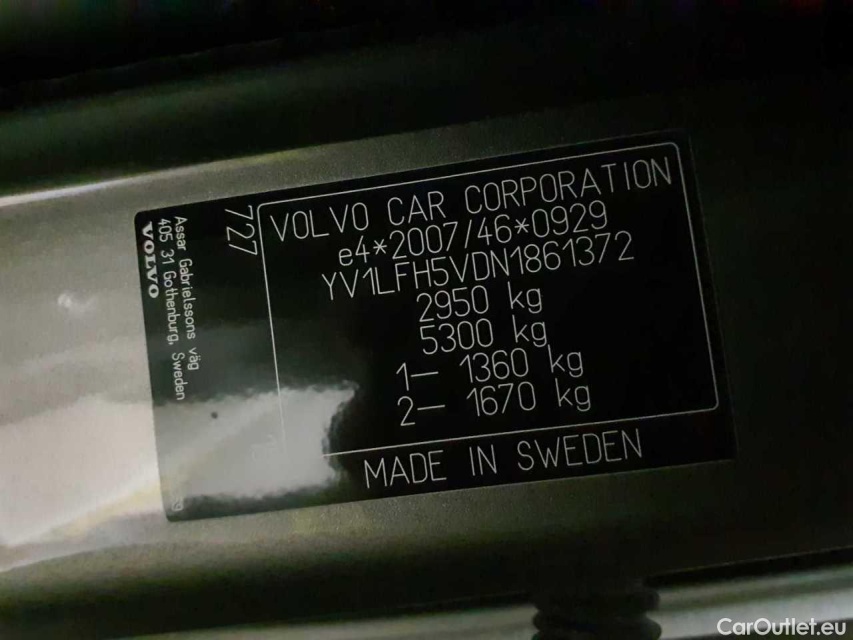 VOLVO CAR CORPORATION
e4*2007/46*0929
YV1LFH5VDN1861372
2950 kg
5300 kg
1— 1360 kg
2— 1670 kg
MADE IN SWEDEN
727
Assar Gabrielssons väg
405 31 Gothenburg, Sweden
VOLVO
CarOutlet.eu